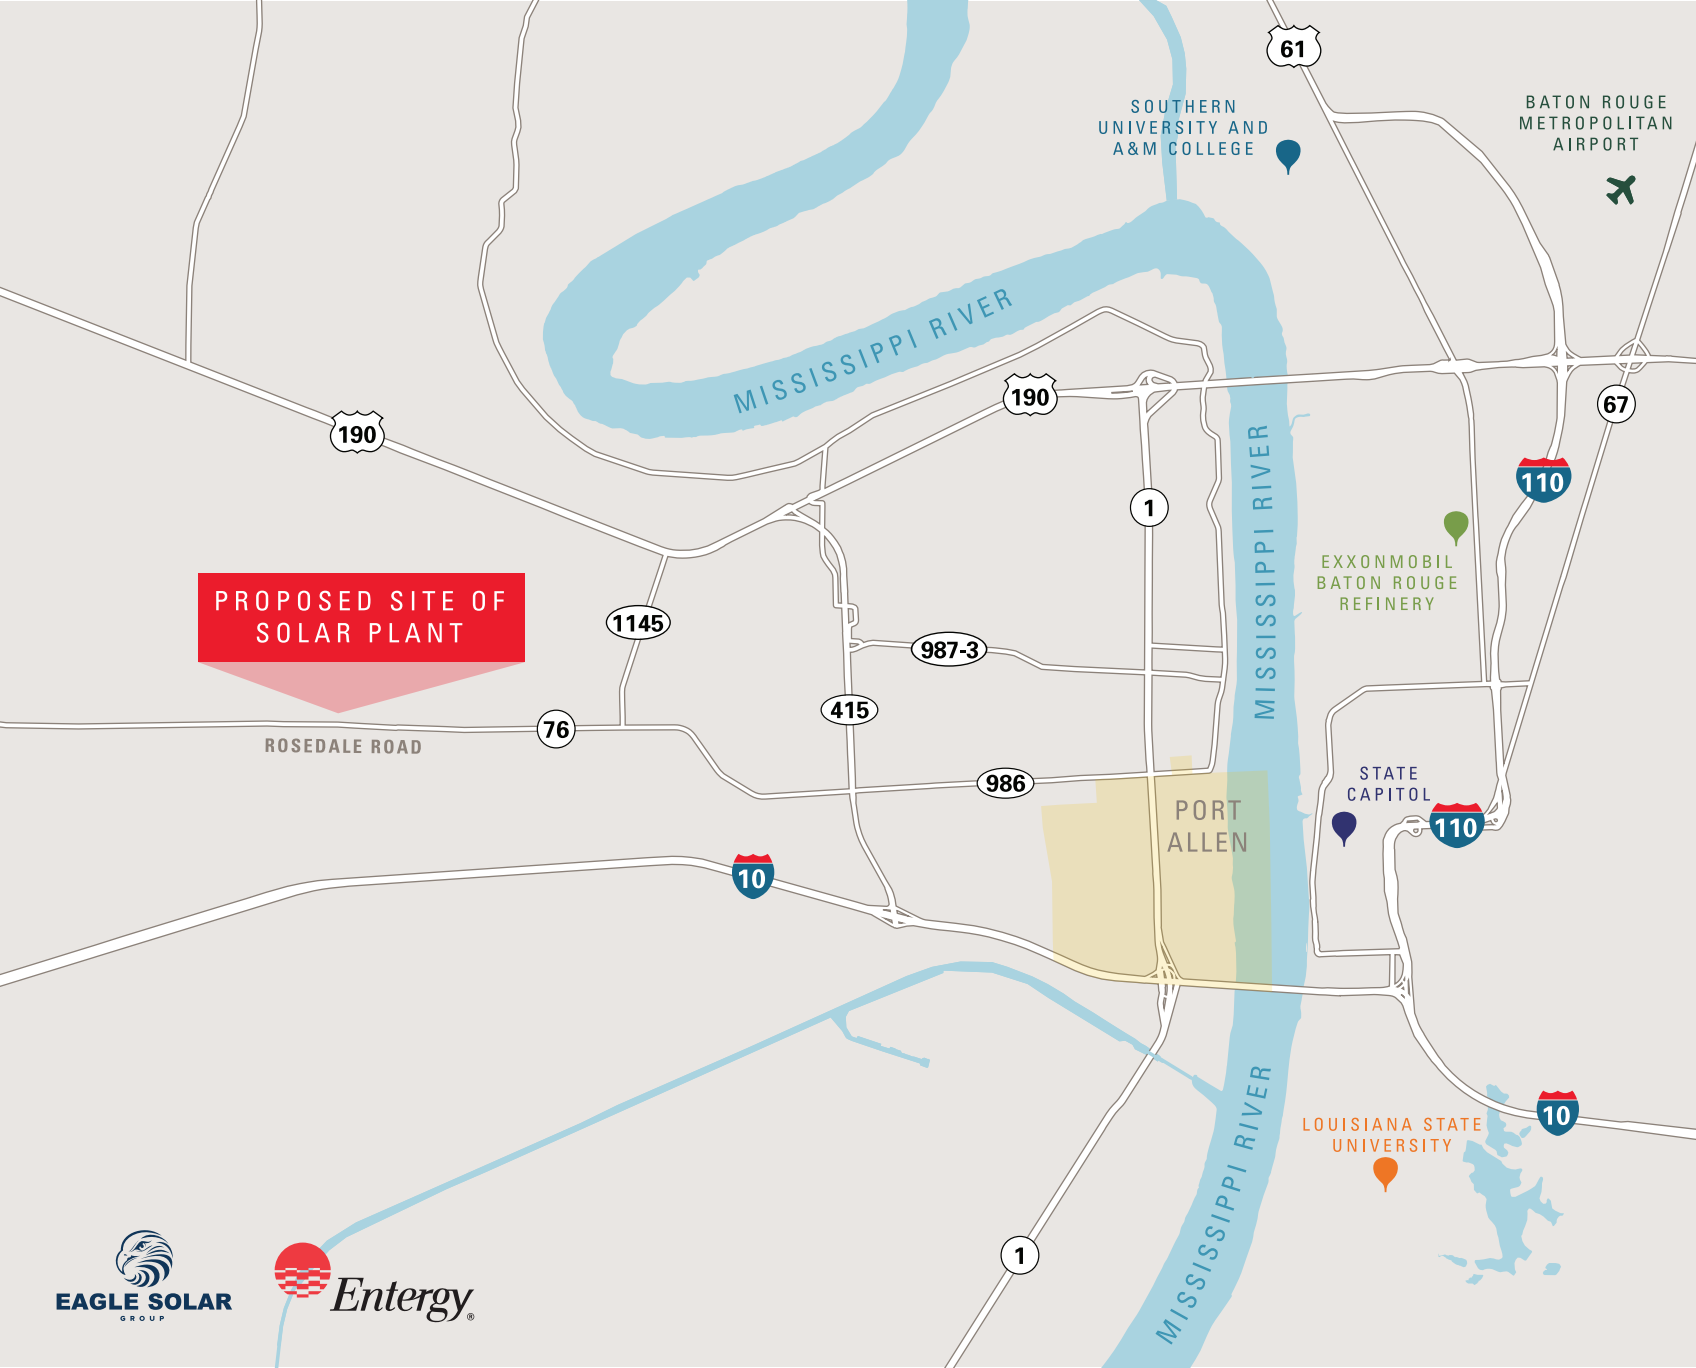 61
SOUTHERN
UNIVERSITY AND
A&M COLLEGE
BATON ROUGE
METROPOLITAN
AIRPORT
MISSISSIPPI RIVER
190
190
67
110
1
MISSISSIPPI RIVER
EXXONMOBIL
BATON ROUGE
REFINERY
PROPOSED SITE OF
SOLAR PLANT
1145
987-3
415
76
ROSEDALE ROAD
986
STATE
CAPITOL
PORT
ALLEN
110
10
10
LOUISIANA STATE
UNIVERSITY
MISSISSIPPI RIVER
1
EAGLE SOLAR
GROUP
Entergy®